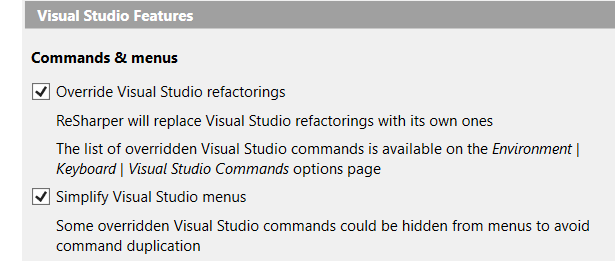 Visual Studio Features
Commands & menus
Override Visual Studio refactorings
ReSharper will replace Visual Studio refactorings with its own ones
The list of overridden Visual Studio commands is available on the Environment |
Keyboard | Visual Studio Commands options page
Simplify Visual Studio menus
Some overridden Visual Studio commands could be hidden from menus to avoid
command duplication